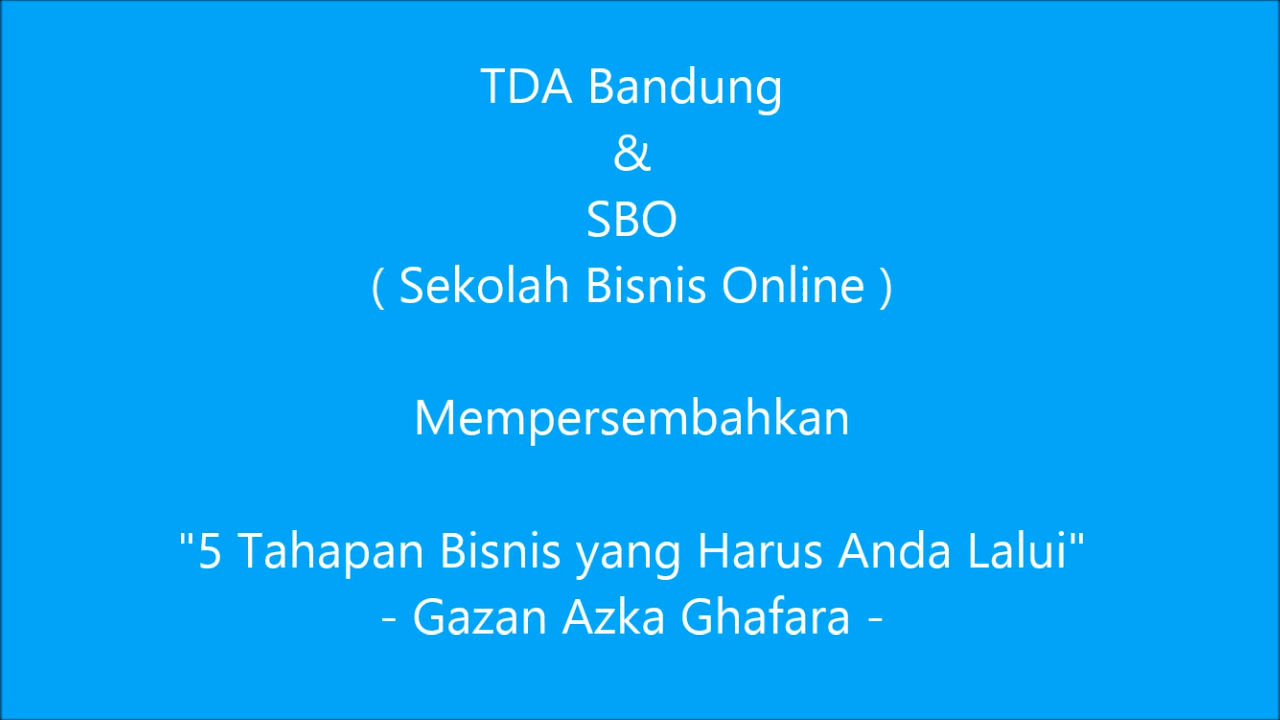 TDA Bandung
&
SBO
( Sekolah Bisnis Online )
Mempersembahkan
"5 Tahapan Bisnis yang Harus Anda Lalui"
- Gazan Azka Ghafara -